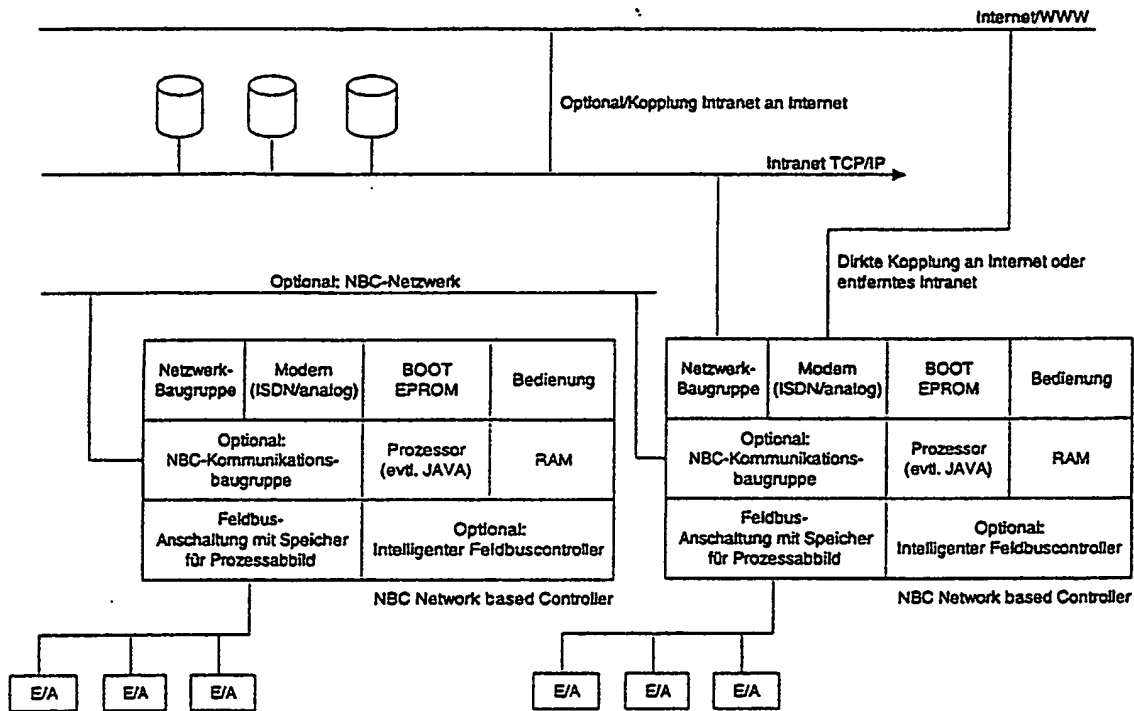 Internet/WWW
Optional/Kopplung Intranet an Internet
Intranet TCP/IP
Dirkte Kopplung an Internet oder
entferntes Intranet
Optional: NBC-Netzwerk
Netzwerk-
Baugruppe
Modem
(ISDN/analog)
BOOT
EPROM
Bedienung
Optional:
NBC-Kommunikations-
baugruppe
Prozessor
(evtl. JAVA)
RAM
Feldbus-
Anschaltung mit Speicher
für Prozessabbild
Optional:
Intelligenter Feldbuscontroller
NBC Network based Controller
E/A
E/A
E/A
Netzwerk-
Baugruppe
Modem
(ISDN/analog)
BOOT
EPROM
Bedienung
Optional:
NBC-Kommunikations-
baugruppe
Prozessor
(evtl. JAVA)
RAM
Feldbus-
Anschaltung mit Speicher
für Prozessabbild
Optional:
Intelligenter Feldbuscontroller
NBC Network based Controller
E/A
E/A
E/A